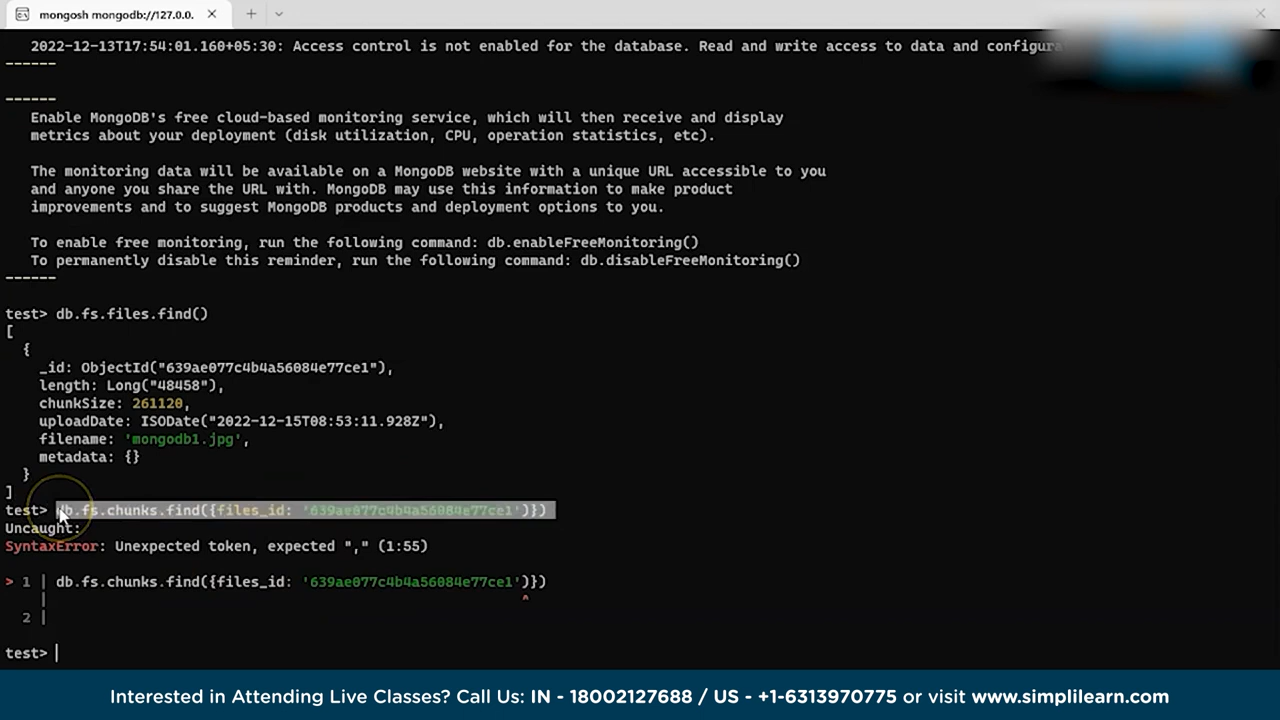 mongosh mongodb://127.0.0.
2022-12-13T17:54:01.160+05:30: Access control is not enabled for the database. Read and write access to data and configura
------
------
Enable MongoDB's free cloud-based monitoring service, which will then receive and display
metrics about your deployment (disk utilization, CPU, operation statistics, etc).
The monitoring data will be available on a MongoDB website with a unique URL accessible to you
and anyone you share the URL with. MongoDB may use this information to make product
improvements and to suggest MongoDB products and deployment options to you.
To enable free monitoring, run the following command: db.enableFreeMonitoring()
To permanently disable this reminder, run the following command: db.disableFreeMonitoring()
------
test> db.fs.files.find()
[
{
_id: ObjectId("639ae077c4b4a56084e77ce1"),
length: Long("48458"),
chunkSize: 261120,
uploadDate: ISODate("2022-12-15T08:53:11.928Z"),
filename: 'mongodb1.jpg',
metadata: {}
}
]
test> db.fs.chunks.find({files_id: '639ae077c4b4a56084e77ce1')})
Uncaught:
SyntaxError: Unexpected token, expected "," (1:55)
> 1 | db.fs.chunks.find({files_id: '639ae077c4b4a56084e77ce1')})
| ^
2 |
test>
Interested in Attending Live Classes? Call Us: IN - 18002127688 / US - +1-6313970775 or visit www.simplilearn.com